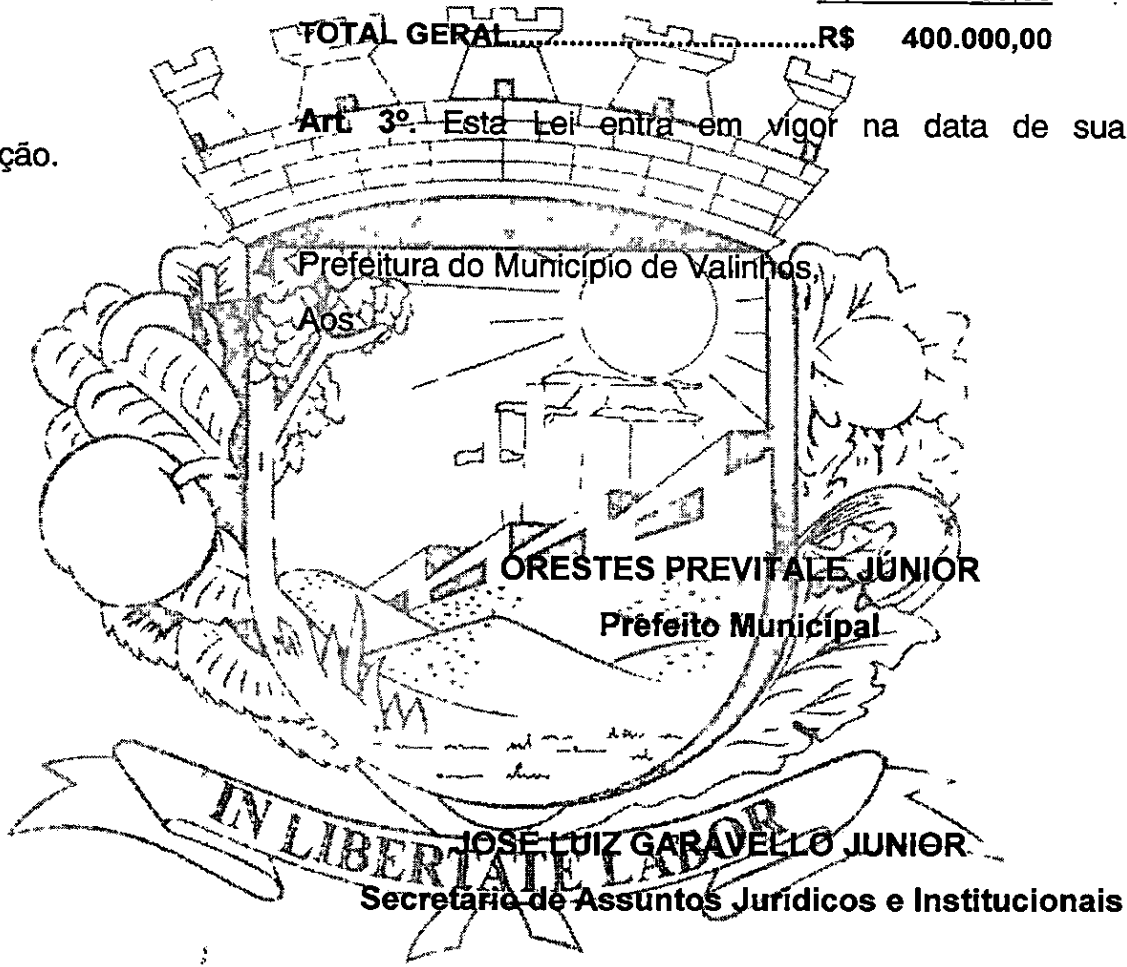 TOTAL GERAL..............................R$ 400.000,00
Art. 3º. Esta Lei entra em vigor na data de sua
ção.
Prefeitura do Município de Valinhos,
Aos
ORESTES PREVITALE JÚNIOR
Prefeito Municipal
IN LIBERTATE LABOR
JOSÉ LUIZ GARAVELLO JUNIOR
Secretário de Assuntos Jurídicos e Institucionais